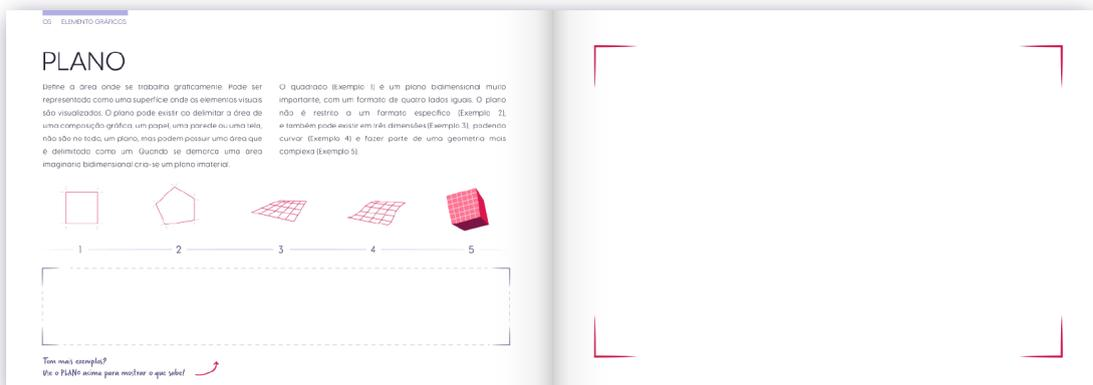 03 ELEMENTO GRÁFICOS
PLANO
Define a área onde se trabalha graficamente. Pode ser
representado como uma superfície onde os elementos visuais
são visualizados. O plano pode existir ao delimitar a área de
uma composição gráfica, um papel, uma parede ou uma tela,
não são no todo, um plano, mas podem possuir uma área que
é delimitada como um. Quando se demarca uma área
imaginaria bidimensional cria-se um plano imaterial.
O quadrado (Exemplo 1) é um plano bidimensional muito
importante, com um formato de quatro lados iguais. O plano
não é restrito a um formato específico (Exemplo 2),
e também pode existir em três dimensões (Exemplo 3), podendo
curvar (Exemplo 4) e fazer parte de uma geometria mais
complexa (Exemplo 5).
1 2 3 4 5
Tem mais exemplos?
Use o PLANO acima para mostrar o que sabe!